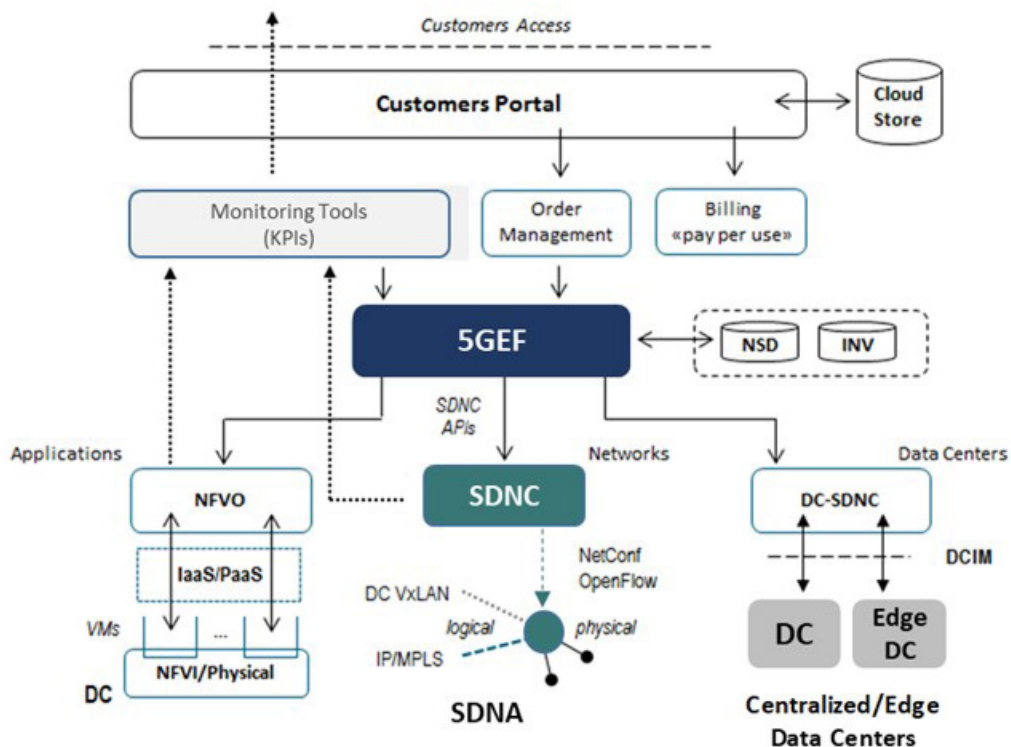 Customers Access
Customers Portal
Cloud
Store
Monitoring Tools
(KPIs)
Order
Management
Billing
«pay per use»
5GEF
NSD
INV
SDNC
APIs
Applications
Networks
Data Centers
NFVO
SDNC
DC-SDNC
IaaS/PaaS
NetConf
OpenFlow
DCIM
DC VxLAN
VMs
...
logical
physical
DC
Edge
DC
IP/MPLS
NFVI/Physical
DC
SDNA
Centralized/Edge
Data Centers